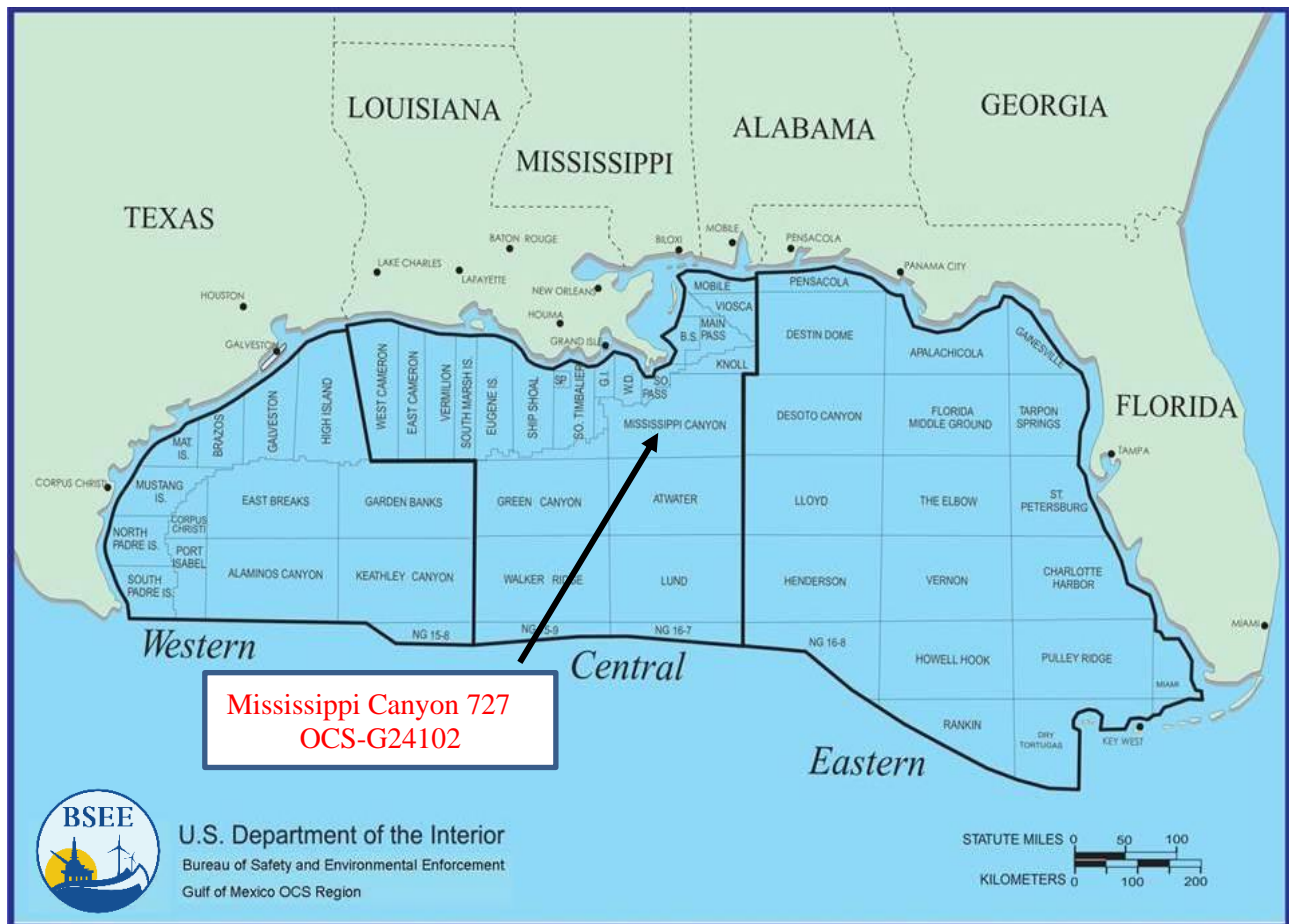 LOUISIANA
MISSISSIPPI
ALABAMA
GEORGIA
TEXAS
FLORIDA
BATON ROUGE
BILOXI
MOBILE
PENSACOLA
LAKE CHARLES
LAFAYETTE
NEW ORLEANS
PANAMA CITY
HOUSTON
HOUMA
GALVESTON
GRAND ISLE
CORPUS CHRISTI
TAMPA
MIAMI
KEY WEST
MOBILE
VIOSCA
B.S.
MAIN
PASS
KNOLL
PENSACOLA
DESTIN DOME
APALACHICOLA
GAINESVILLE
MAT.
IS.
BRAZOS
GALVESTON
HIGH ISLAND
WEST CAMERON
EAST CAMERON
VERMILION
SOUTH MARSH IS.
EUGENE IS.
SHIP SHOAL
SO. TIMBALIER
G.I.
W.D.
SO.
PASS
MISSISSIPPI CANYON
DESOTO CANYON
FLORIDA
MIDDLE GROUND
TARPON
SPRINGS
MUSTANG
IS.
CORPUS
CHRISTI
EAST BREAKS
GARDEN BANKS
GREEN CANYON
ATWATER
LLOYD
THE ELBOW
ST.
PETERSBURG
NORTH
PADRE IS.
PORT
ISABEL
SOUTH
PADRE IS.
ALAMINOS CANYON
KEATHLEY CANYON
WALKER RIDGE
LUND
HENDERSON
VERNON
CHARLOTTE
HARBOR
NG 15-8
NG 15-9
NG 16-7
NG 16-8
HOWELL HOOK
PULLEY RIDGE
MIAMI
RANKIN
DRY
TORTUGAS
Western
Central
Eastern
Mississippi Canyon 727
OCS-G24102
BSEE
U.S. Department of the Interior
Bureau of Safety and Environmental Enforcement
Gulf of Mexico OCS Region
STATUTE MILES 0 50 100
KILOMETERS 0 100 200